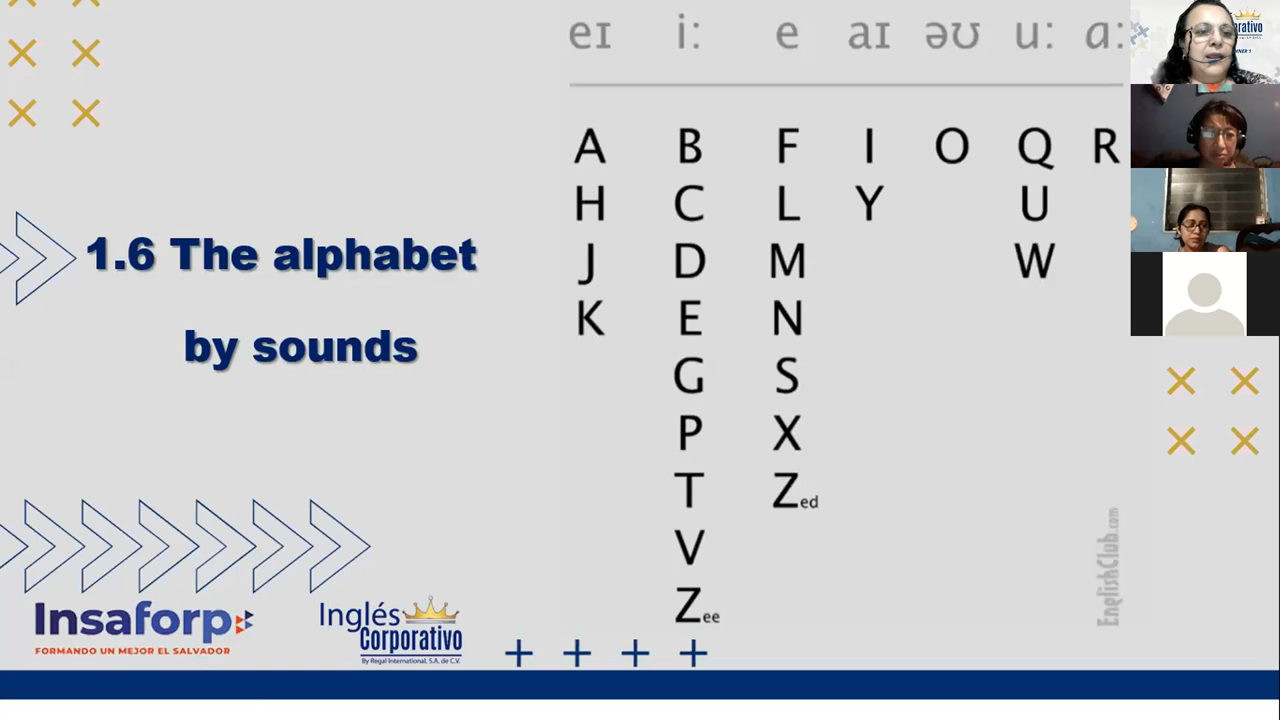 eɪ i: e aɪ əʊ u: ɑ:
A B F I O Q R
H C L Y U
J D M W
K E N
G S
P X
T Zed
V
Zee
1.6 The alphabet
by sounds
EnglishClub.com
Insaforp
FORMANDO UN MEJOR EL SALVADOR
Inglés
Corporativo
By Regal International, S.A. de C.V.